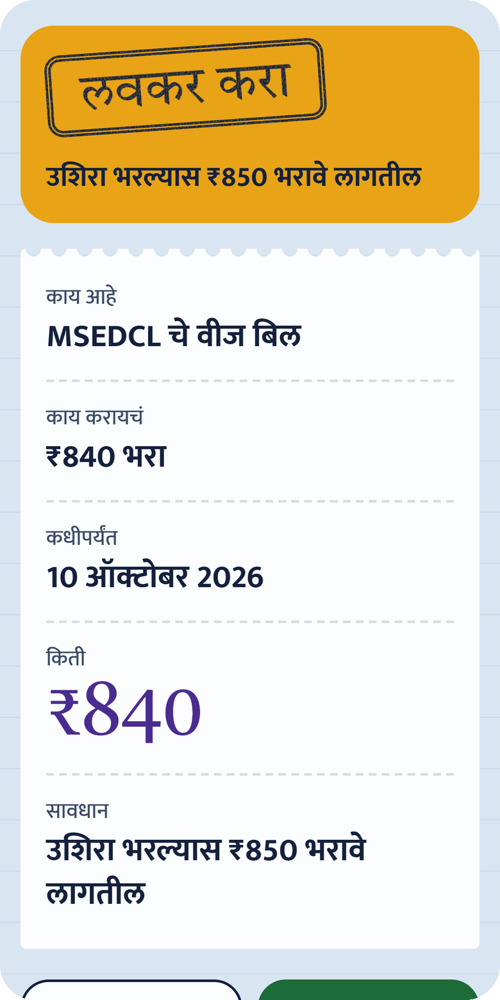 लवकर करा
उशिरा भरल्यास ₹850 भरावे लागतील
काय आहे
MSEDCL चे वीज बिल
काय करायचं
₹840 भरा
कधीपर्यंत
10 ऑक्टोबर 2026
किती
₹840
सावधान
उशिरा भरल्यास ₹850 भरावे
लागतील